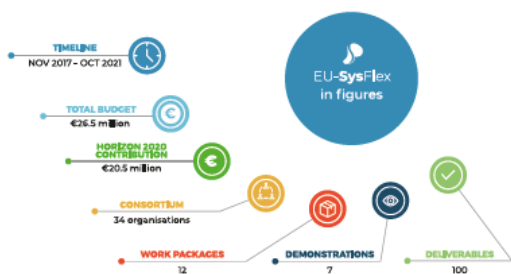 TIMELINE
NOV 2017 – OCT 2021
EU-SysFlex
in figures
TOTAL BUDGET
€26.5 million
HORIZON 2020
CONTRIBUTION
€20.5 million
CONSORTIUM
34 organisations
WORK PACKAGES
12
DEMONSTRATIONS
7
DELIVERABLES
100